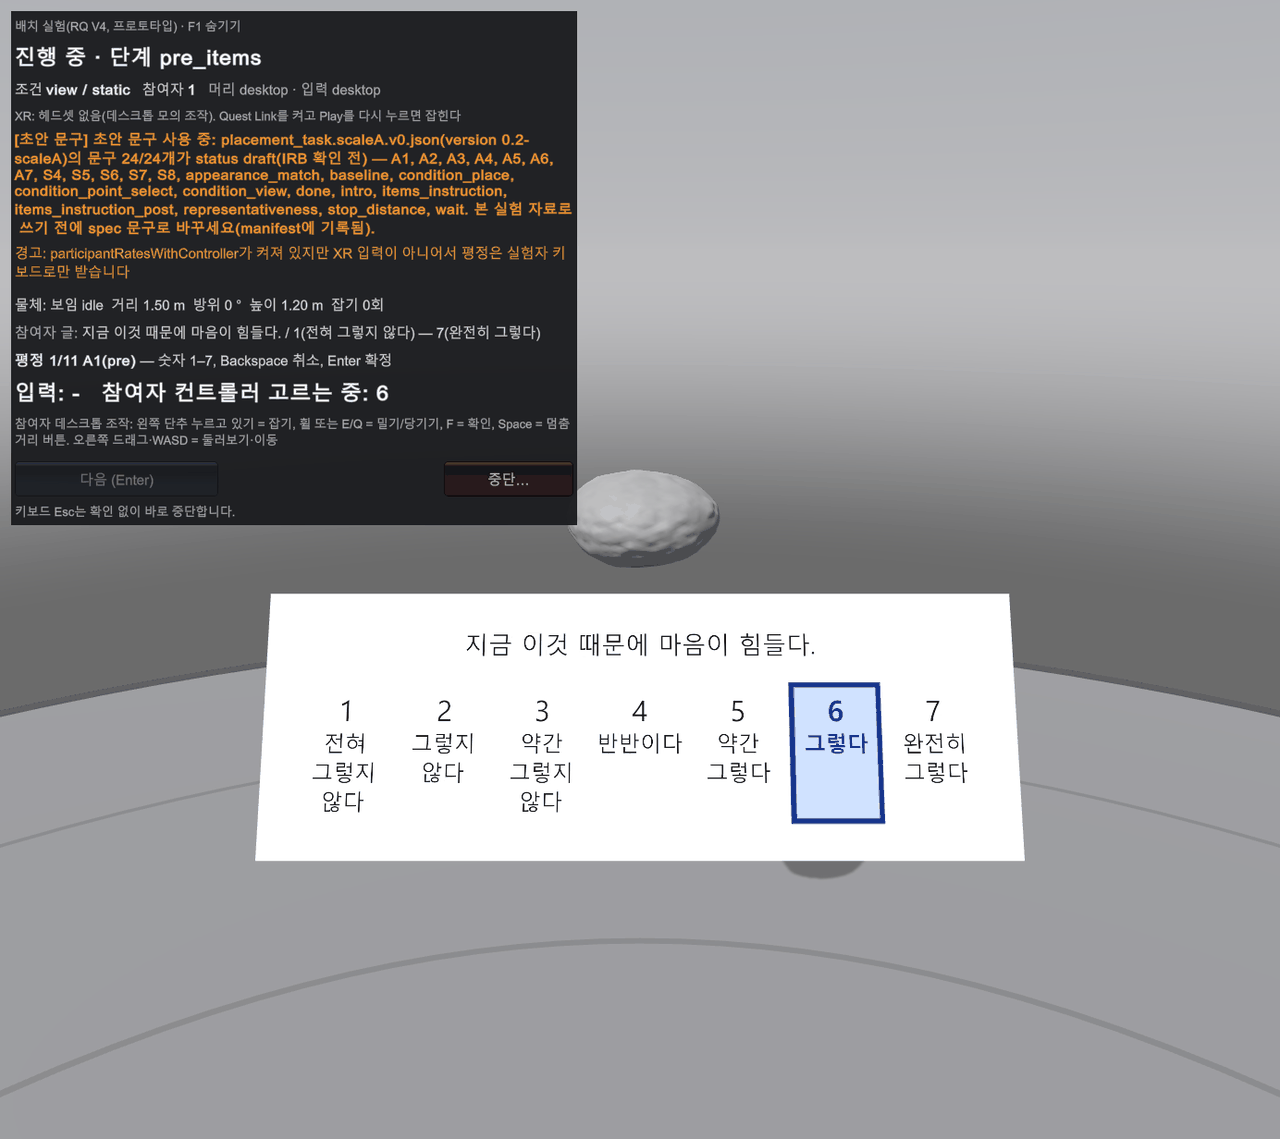 배치 실험(RQ V4, 프로토타입) · F1 숨기기
진행 중 · 단계 pre_items
조건 view / static 참여자 1 머리 desktop · 입력 desktop
XR: 헤드셋 없음(데스크톱 모의 조작). Quest Link를 켜고 Play를 다시 누르면 잡힌다
[초안 문구] 초안 문구 사용 중: placement_task.scaleA.v0.json(version 0.2-
scaleA)의 문구 24/24개가 status draft(IRB 확인 전) — A1, A2, A3, A4, A5, A6,
A7, S4, S5, S6, S7, S8, appearance_match, baseline, condition_place,
condition_point_select, condition_view, done, intro, items_instruction,
items_instruction_post, representativeness, stop_distance, wait. 본 실험 자료로
쓰기 전에 spec 문구로 바꾸세요(manifest에 기록됨).
경고: participantRatesWithController가 켜져 있지만 XR 입력이 아니어서 평정은 실험자 키
보드로만 받습니다
물체: 보임 idle 거리 1.50 m 방위 0 ° 높이 1.20 m 잡기 0회
참여자 글: 지금 이것 때문에 마음이 힘들다. / 1(전혀 그렇지 않다) — 7(완전히 그렇다)
평정 1/11 A1(pre) — 숫자 1–7, Backspace 취소, Enter 확정
입력: - 참여자 컨트롤러 고르는 중: 6
참여자 데스크톱 조작: 왼쪽 단추 누르고 있기 = 잡기, 휠 또는 E/Q = 밀기/당기기, F = 확인, Space = 멈춤
거리 버튼. 오른쪽 드래그·WASD = 둘러보기·이동
다음 (Enter)
중단...
키보드 Esc는 확인 없이 바로 중단합니다.
지금 이것 때문에 마음이 힘들다.
1 2 3 4 5 6 7
전혀 그렇지 약간 반반이다 약간 그렇다 완전히
그렇지 않다 그렇지 그렇다 그렇다
않다 않다